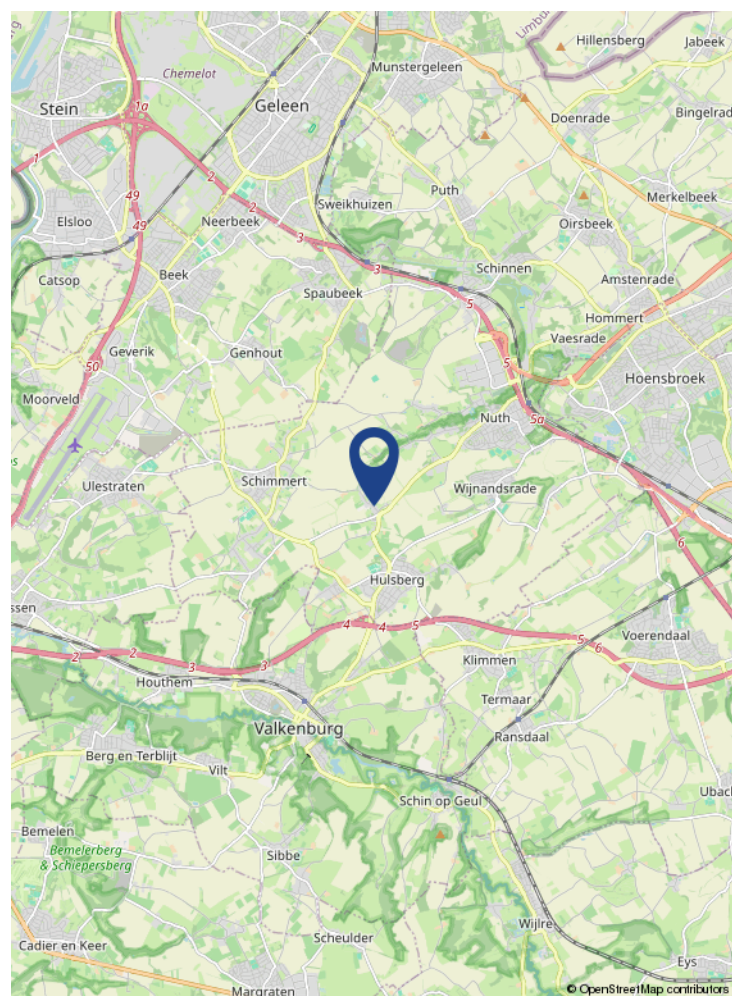 Hillensberg
Jabeek
Limbu
Chemelot
Munstergeleen
Stein
1a
Geleen
Doenrade
Bingelrad
1
2
49
2
Puth
Merkelbeek
Elsloo
49
Neerbeek
Sweikhuizen
Oirsbeek
3
3
Catsop
Beek
Schinnen
Amstenrade
Spaubeek
5
Hommert
Geverik
Genhout
Vaesrade
50
5
Hoensbroek
Moorveld
Nuth
5a
Ulestraten
Schimmert
Wijnandsrade
6
Hulsberg
ssen
4
4
5
5
6
Voerendaal
2
2
3
3
Klimmen
Houthem
Termaar
Valkenburg
Ransdaal
Berg en Terblijt
Vilt
Ubach
Schin op Geul
Bemelen
Bemelerberg
& Schiepersberg
Sibbe
Wijlre
Cadier en Keer
Scheulder
Eys
Margraten
© OpenStreetMap contributors